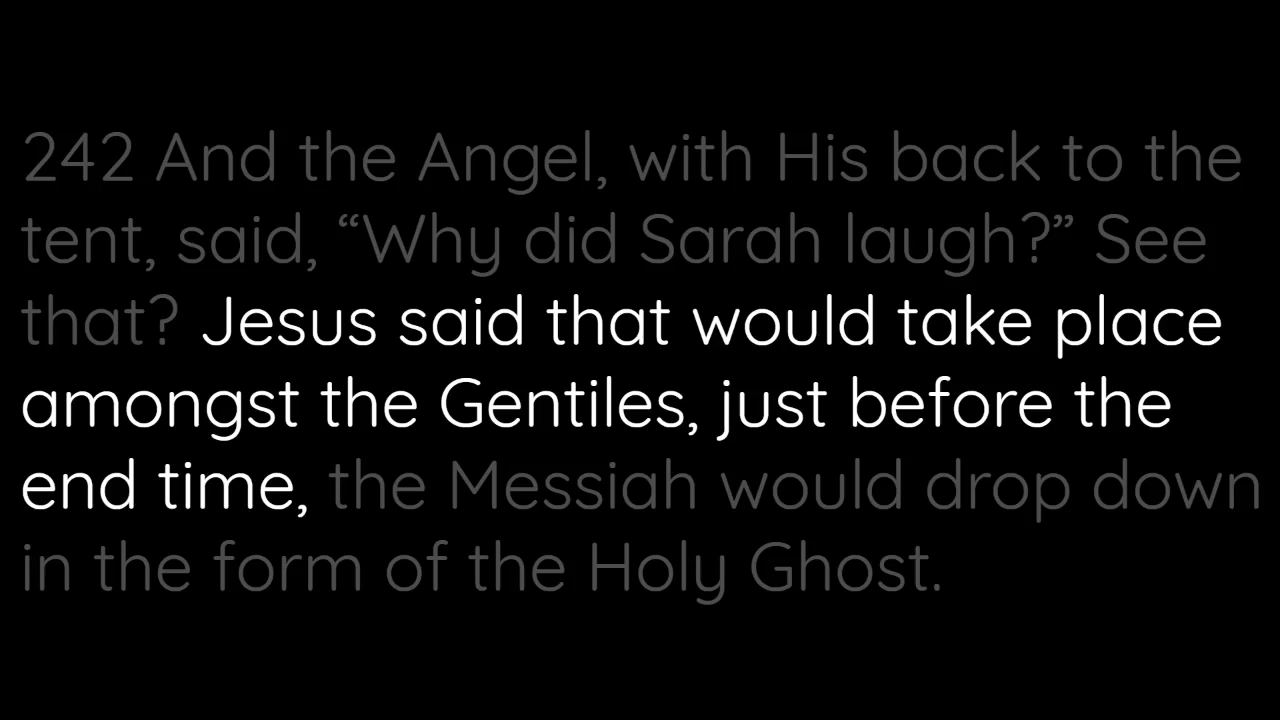 242 And the Angel, with His back to the
tent, said, “Why did Sarah laugh?” See
that? Jesus said that would take place
amongst the Gentiles, just before the
end time, the Messiah would drop down
in the form of the Holy Ghost.